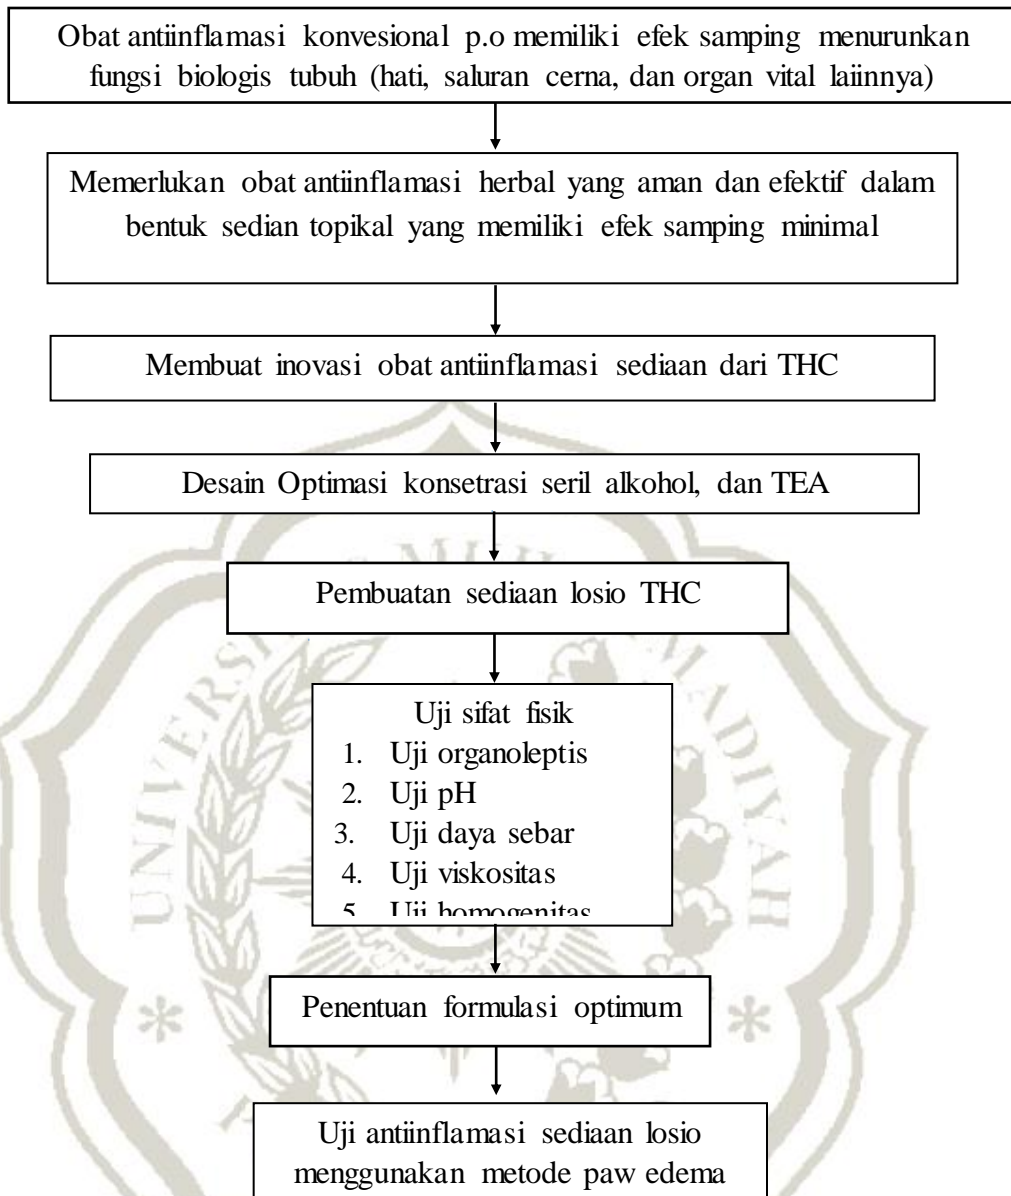 Obat antiinflamasi konvesional p.o memiliki efek samping menurunkan
fungsi biologis tubuh (hati, saluran cerna, dan organ vital laiinnya)
Memerlukan obat antiinflamasi herbal yang aman dan efektif dalam
bentuk sedian topikal yang memiliki efek samping minimal
Membuat inovasi obat antiinflamasi sediaan dari THC
Desain Optimasi konsetrasi seril alkohol, dan TEA
Pembuatan sediaan losio THC
Uji sifat fisik
1. Uji organoleptis
2. Uji pH
3. Uji daya sebar
4. Uji viskositas
5. Uji homogenitas
Penentuan formulasi optimum
Uji antiinflamasi sediaan losio
menggunakan metode paw edema